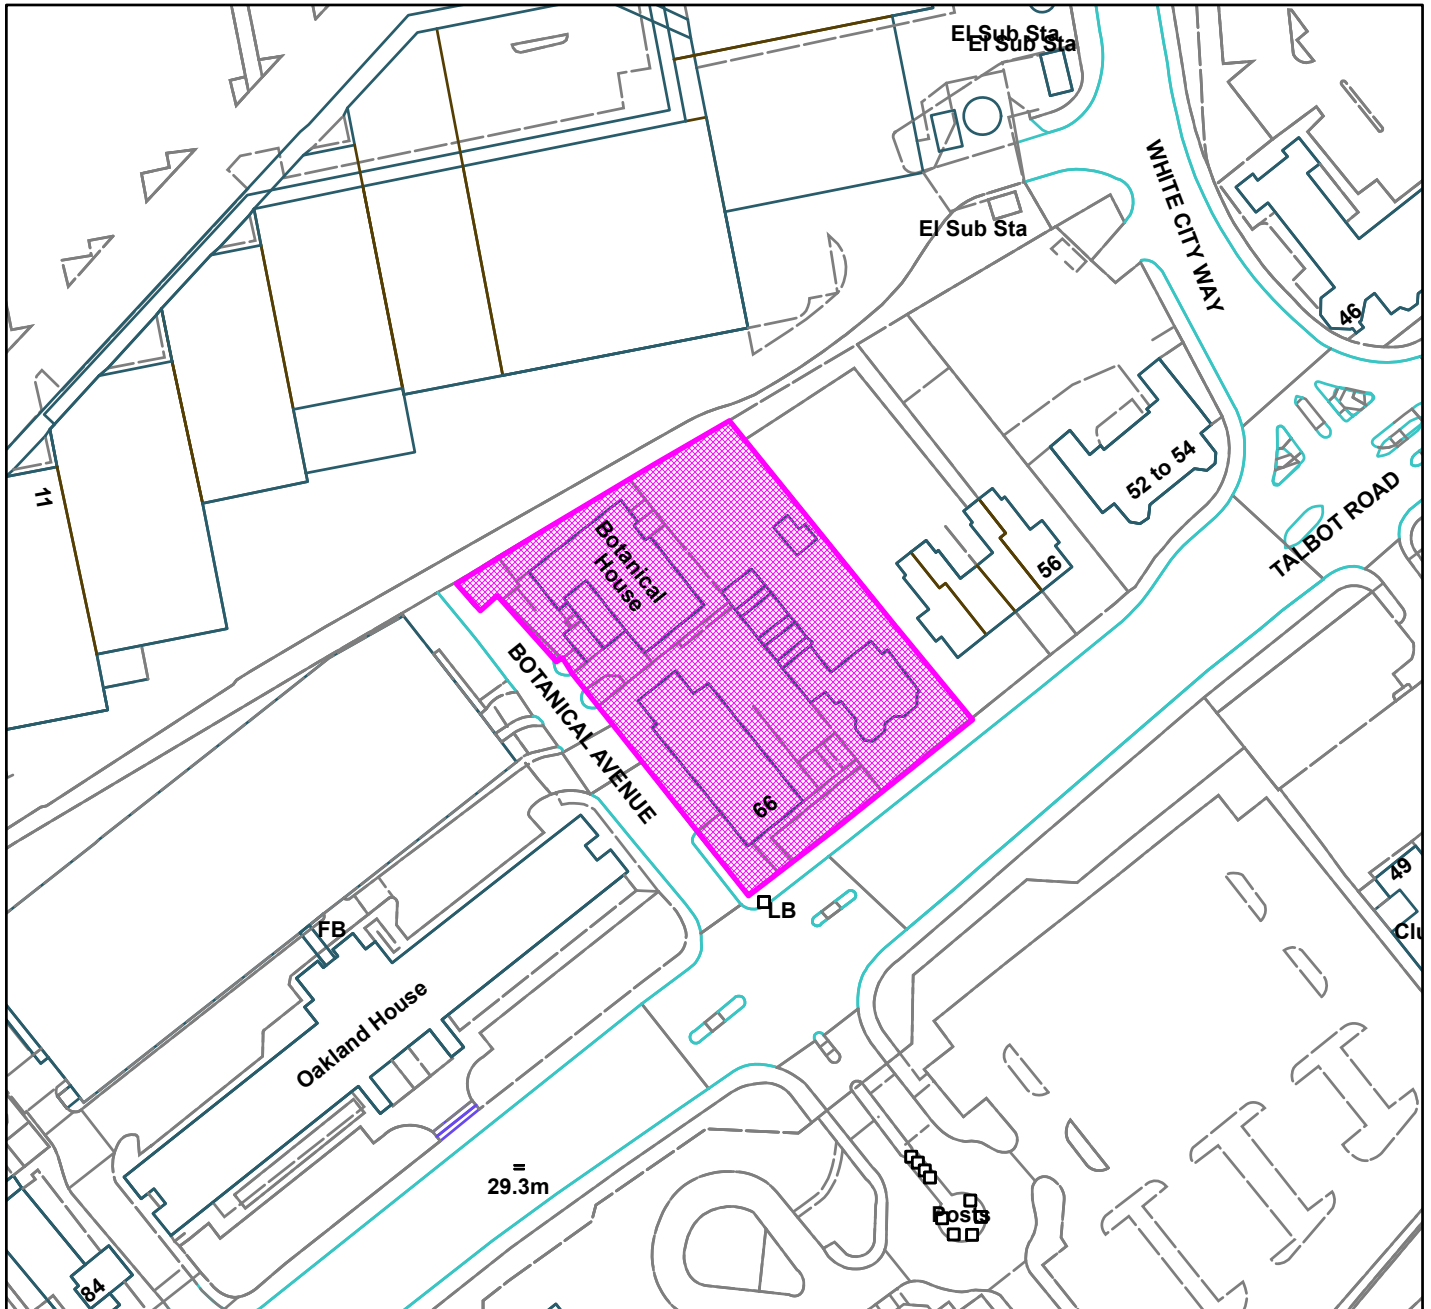 El Sub Sta
El Sub Sta
WHITE CITY WAY
El Sub Sta
46
52 to 54
11
TALBOT ROAD
Botanical
House
56
BOTANICAL AVENUE
66
49
LB
Clu
FB
Oakland House
29.3m
Posts
84